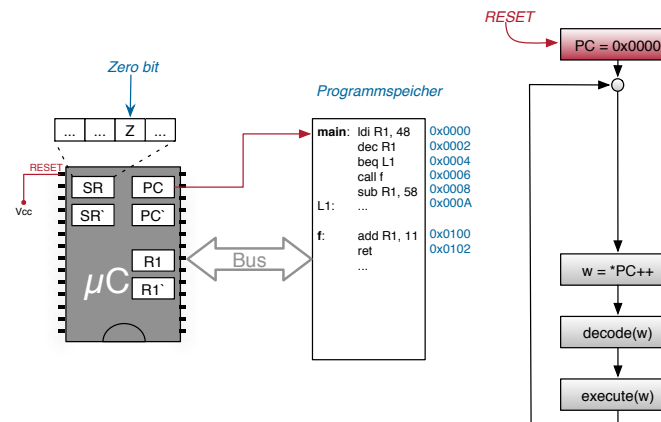 RESET
PC = 0x0000
Zero bit
... ... Z ...
RESET
Vcc
SR PC
SR` PC`
R1
R1`
µC
Bus
Programmspeicher
main: ldi R1, 48 0x0000
dec R1 0x0002
beq L1 0x0004
call f 0x0006
sub R1, 58 0x0008
L1: ... 0x000A
f: add R1, 11 0x0100
ret 0x0102
...
w = *PC++
decode(w)
execute(w)